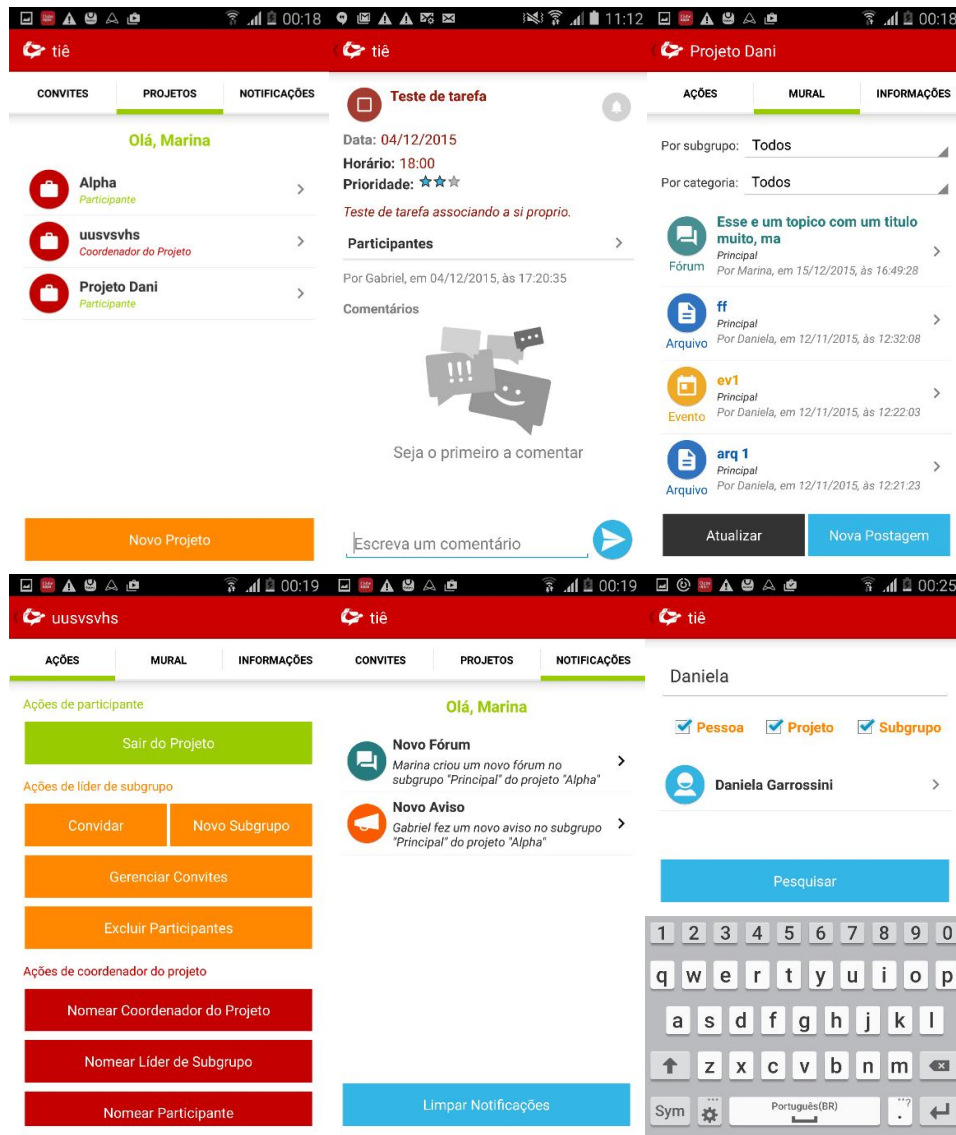 00:18
tiê
CONVITES PROJETOS NOTIFICAÇÕES
Olá, Marina
Alpha
Participante
uusvsvhs
Coordenador do Projeto
Projeto Dani
Participante
Novo Projeto
11:12
tiê
Teste de tarefa
Data: 04/12/2015
Horário: 18:00
Prioridade:
Teste de tarefa associando a si proprio.
Participantes
Por Gabriel, em 04/12/2015, às 17:20:35
Comentários
!!!
Seja o primeiro a comentar
Escreva um comentário
00:18
Projeto Dani
AÇÕES MURAL INFORMAÇÕES
Por subgrupo: Todos
Por categoria: Todos
Esse e um topico com um titulo
muito, ma
Principal
Fórum Por Marina, em 15/12/2015, às 16:49:28
ff
Principal
Arquivo Por Daniela, em 12/11/2015, às 12:32:08
ev1
Principal
Evento Por Daniela, em 12/11/2015, às 12:22:03
arq 1
Principal
Arquivo Por Daniela, em 12/11/2015, às 12:21:23
Atualizar Nova Postagem
00:19
uusvsvhs
AÇÕES MURAL INFORMAÇÕES
Ações de participante
Sair do Projeto
Ações de líder de subgrupo
Convidar Novo Subgrupo
Gerenciar Convites
Excluir Participantes
Ações de coordenador do projeto
Nomear Coordenador do Projeto
Nomear Líder de Subgrupo
Nomear Participante
00:19
tiê
CONVITES PROJETOS NOTIFICAÇÕES
Olá, Marina
Novo Fórum
Marina criou um novo fórum no
subgrupo "Principal" do projeto "Alpha"
Novo Aviso
Gabriel fez um novo aviso no subgrupo
"Principal" do projeto "Alpha"
Limpar Notificações
00:25
tiê
Daniela
Pessoa Projeto Subgrupo
Daniela Garrossini
Pesquisar
1 2 3 4 5 6 7 8 9 0
q w e r t y u i o p
a s d f g h j k l
z x c v b n m
Sym Português(BR) ...? .